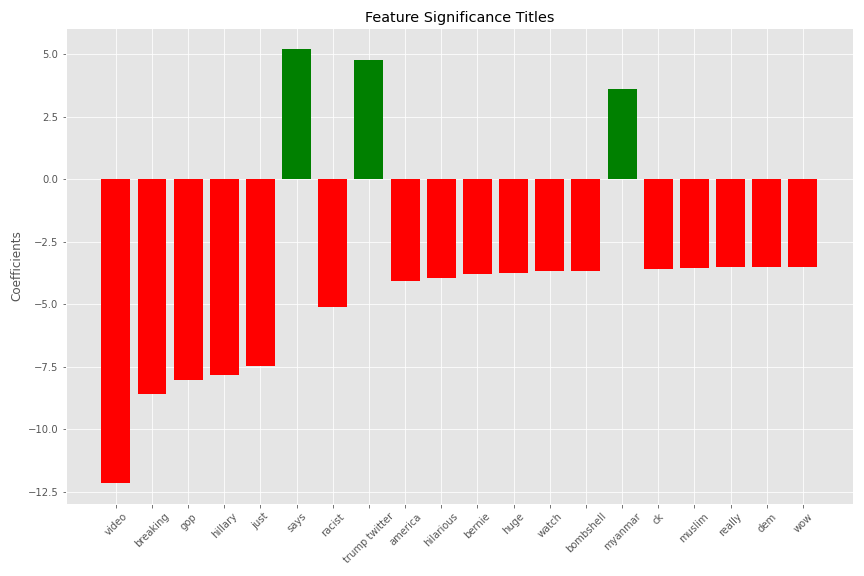 Feature Significance Titles
5.0
2.5
0.0
−2.5
−5.0
−7.5
−10.0
−12.5
Coefficients
video
breaking
gop
hillary
just
says
racist
trump twitter
america
hilarious
bernie
huge
watch
bombshell
myanmar
ck
muslim
really
dem
wow